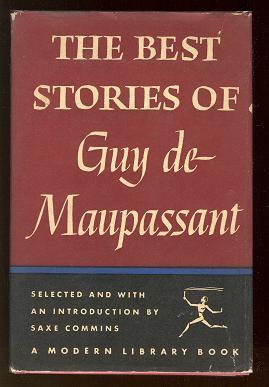 THE BEST
STORIES OF
Guy de-
Maupassant
SELECTED AND WITH
AN INTRODUCTION BY
SAXE COMMINS
A MODERN LIBRARY BOOK